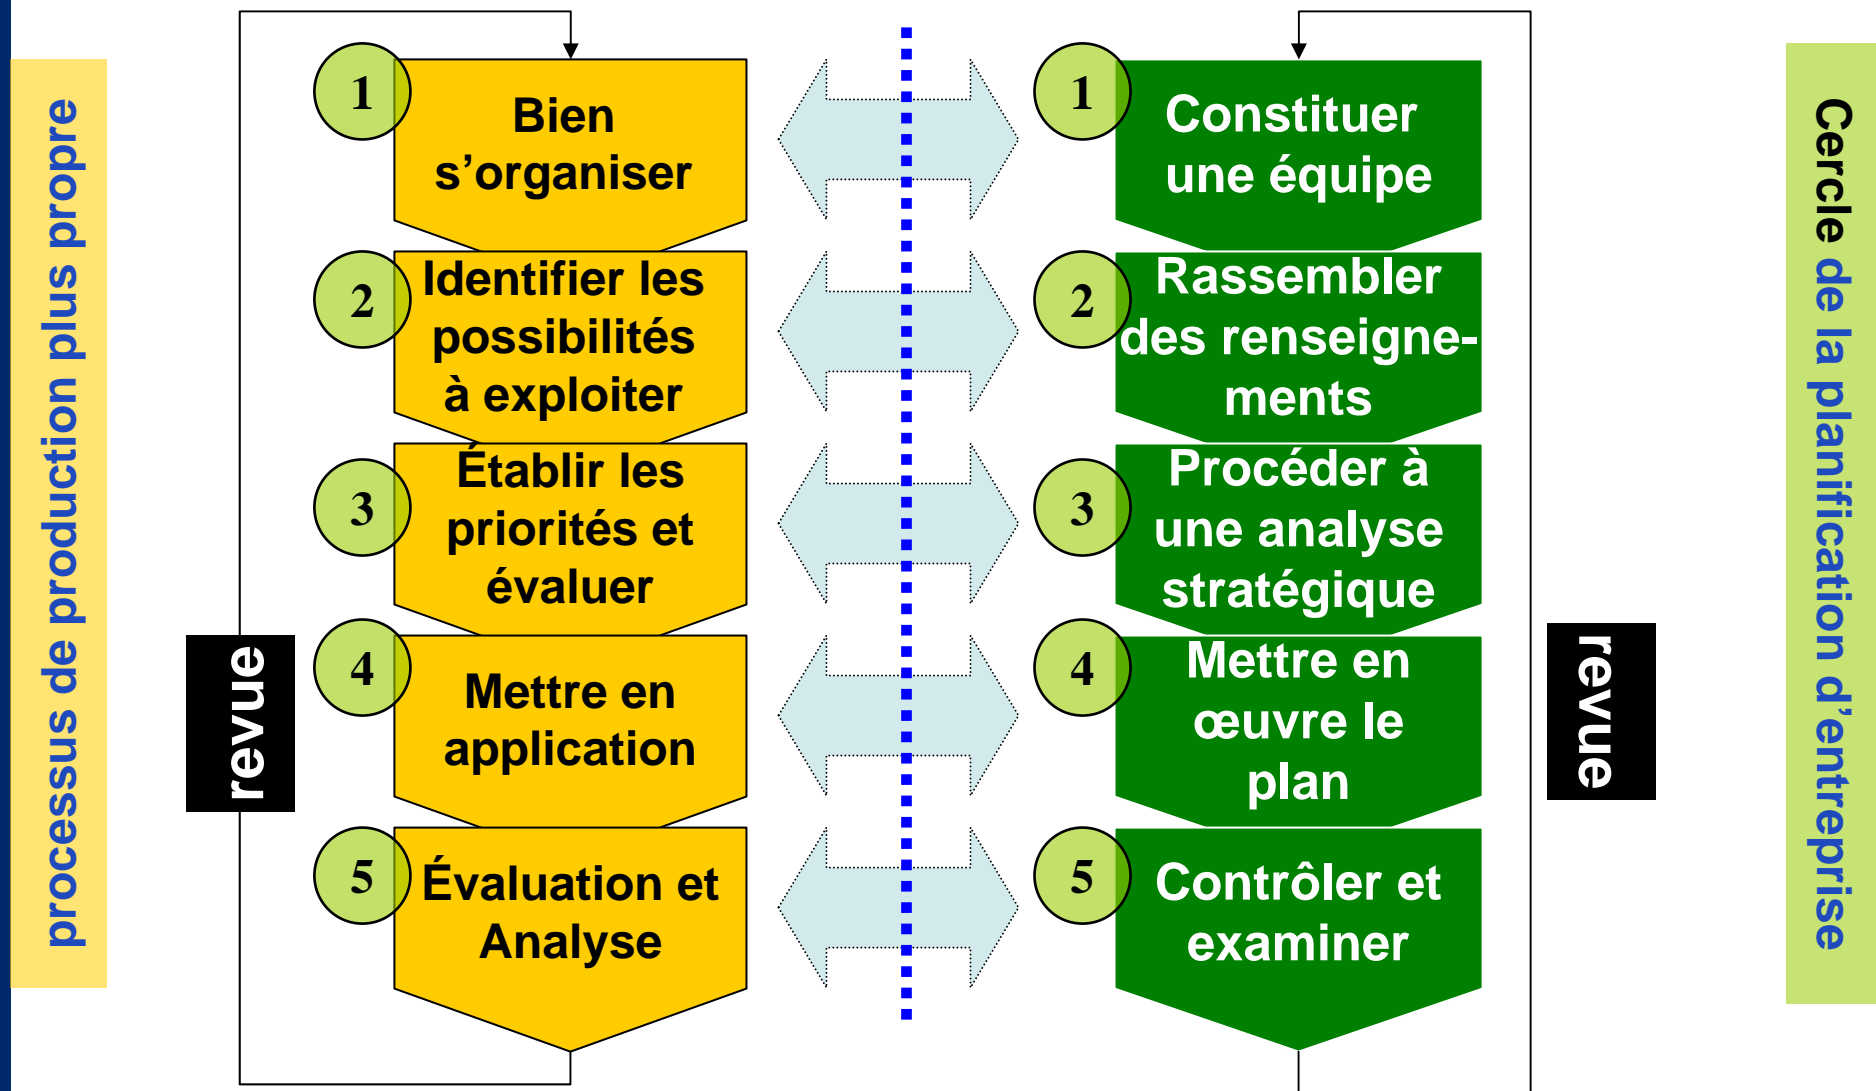 processus de production plus propre
revue
1
Bien
s’organiser
2
Identifier les
possibilités
à exploiter
3
Établir les
priorités et
évaluer
4
Mettre en
application
5
Évaluation et
Analyse
1
Constituer
une équipe
2
Rassembler
des renseigne-
ments
3
Procéder à
une analyse
stratégique
4
Mettre en
œuvre le
plan
5
Contrôler et
examiner
revue
Cercle de la planification d’entreprise